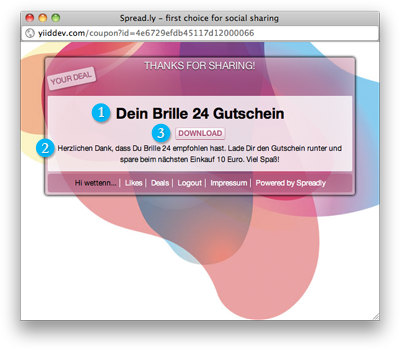 Spread.ly - first choice for social sharing
yiiddev.com/coupon?id=4e6729efdb45117d12000066
THANKS FOR SHARING!
YOUR DEAL
1 Dein Brille 24 Gutschein
3 DOWNLOAD
2 Herzlichen Dank, dass Du Brille 24 empfohlen hast. Lade Dir den Gutschein runter und
spare beim nächsten Einkauf 10 Euro. Viel Spaß!
Hi wettenn... | Likes | Deals | Logout | Impressum | Powered by Spreadly